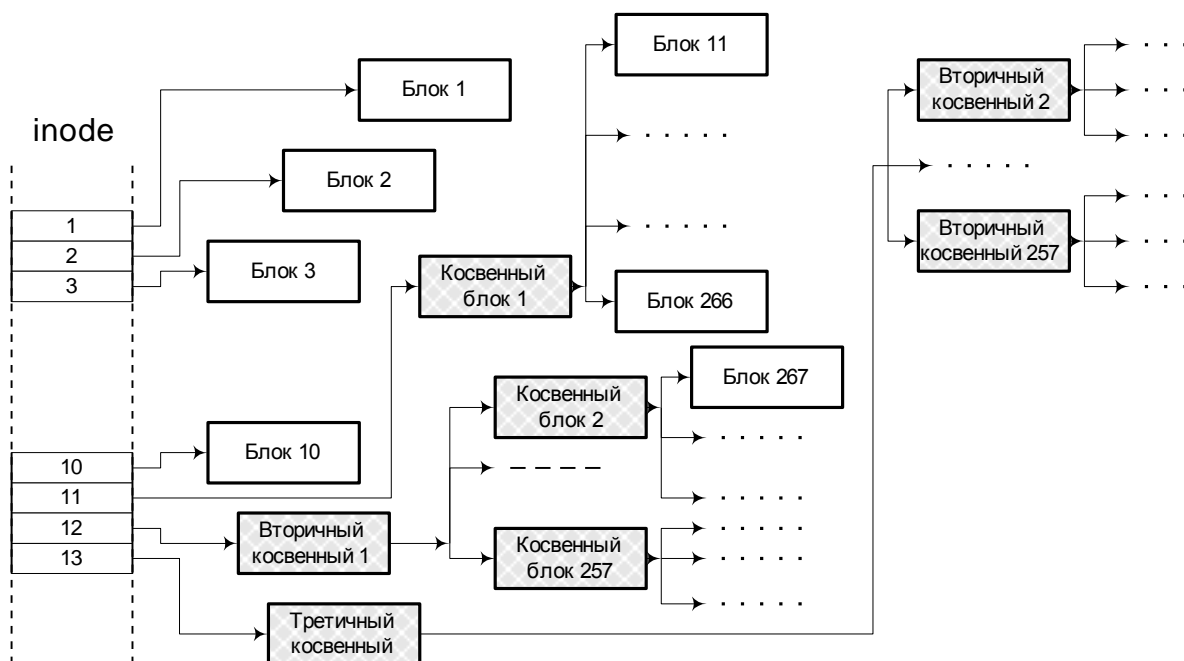 inode
1
2
3
10
11
12
13
Блок 1
Блок 2
Блок 3
Блок 10
Косвенный
блок 1
Блок 11
. . . . .
. . . . .
Блок 266
Вторичный
косвенный 1
Косвенный
блок 2
Блок 267
. . . . .
. . . . .
Косвенный
блок 257
. . . . .
. . . . .
. . . . .
Третичный
косвенный
Вторичный
косвенный 2
. . . .
. . . .
. . . .
. . . . .
Вторичный
косвенный 257
. . . .
. . . .
. . . .